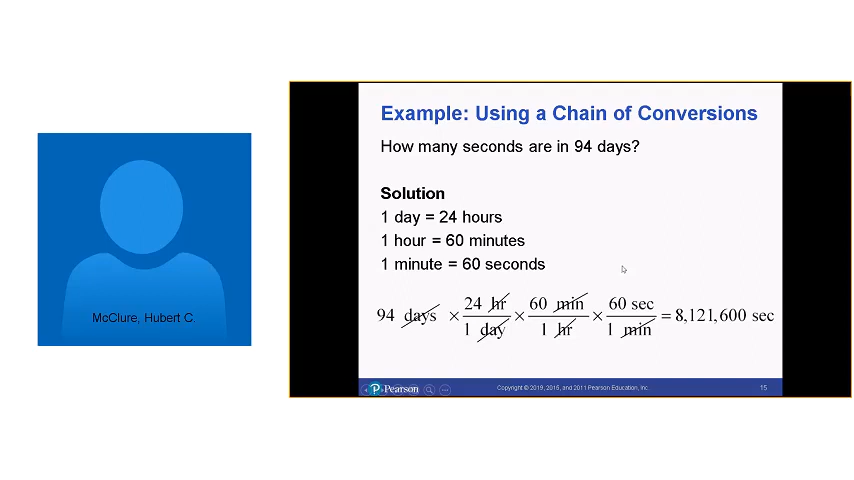 Example: Using a Chain of Conversions
How many seconds are in 94 days?
Solution
1 day = 24 hours
1 hour = 60 minutes
1 minute = 60 seconds
94 days × 24 hr / 1 day × 60 min / 1 hr × 60 sec / 1 min = 8,121,600 sec
McClure, Hubert C.
P Pearson
Copyright © 2019, 2015, and 2011 Pearson Education, Inc.
15